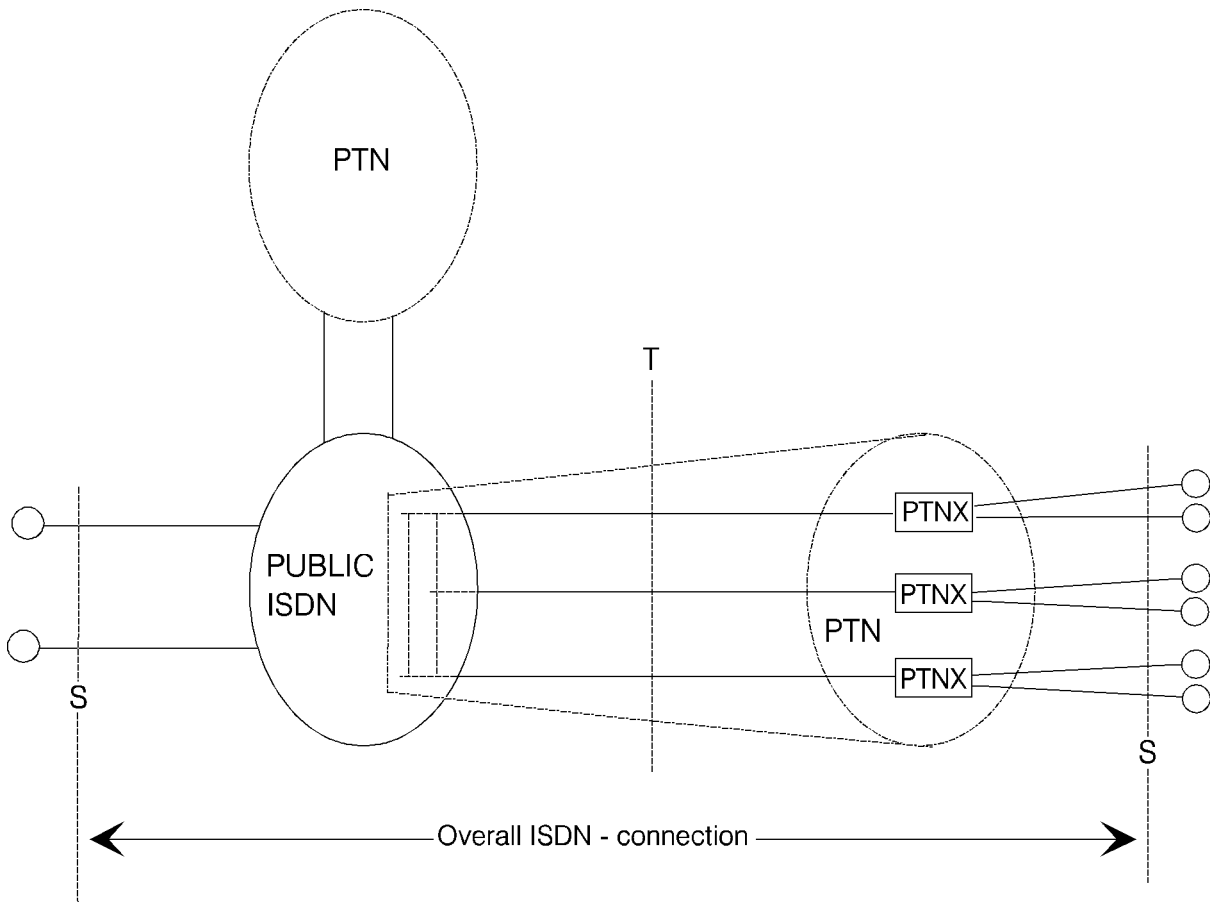 PTN
T
PTNX
PUBLIC
ISDN
PTNX
PTN
PTNX
S
S
Overall ISDN - connection